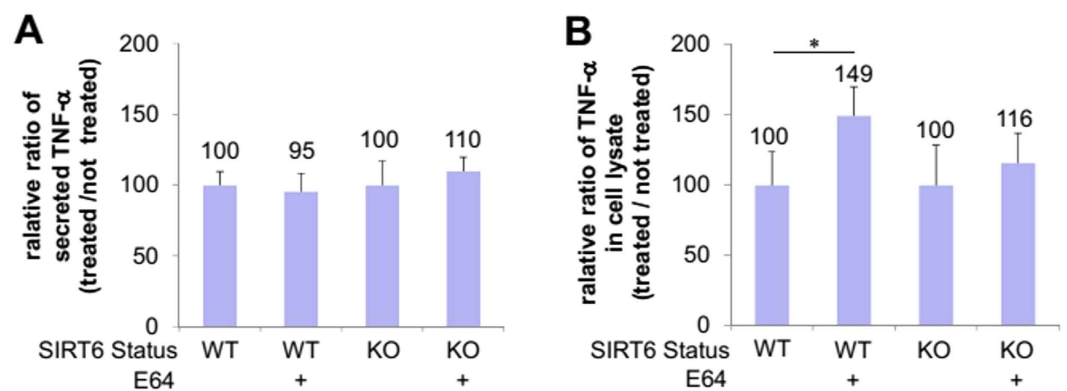 A
ralative ratio of
secreted TNF-α
(treated /not treated)
200
150
100
50
0
100
95
100
110
SIRT6 Status WT WT KO KO
E64 + +
B
ralative ratio of TNF-α
in cell lysate
(treated / not treated)
200
150
100
50
0
*
100
149
100
116
SIRT6 Status WT WT KO KO
E64 + +